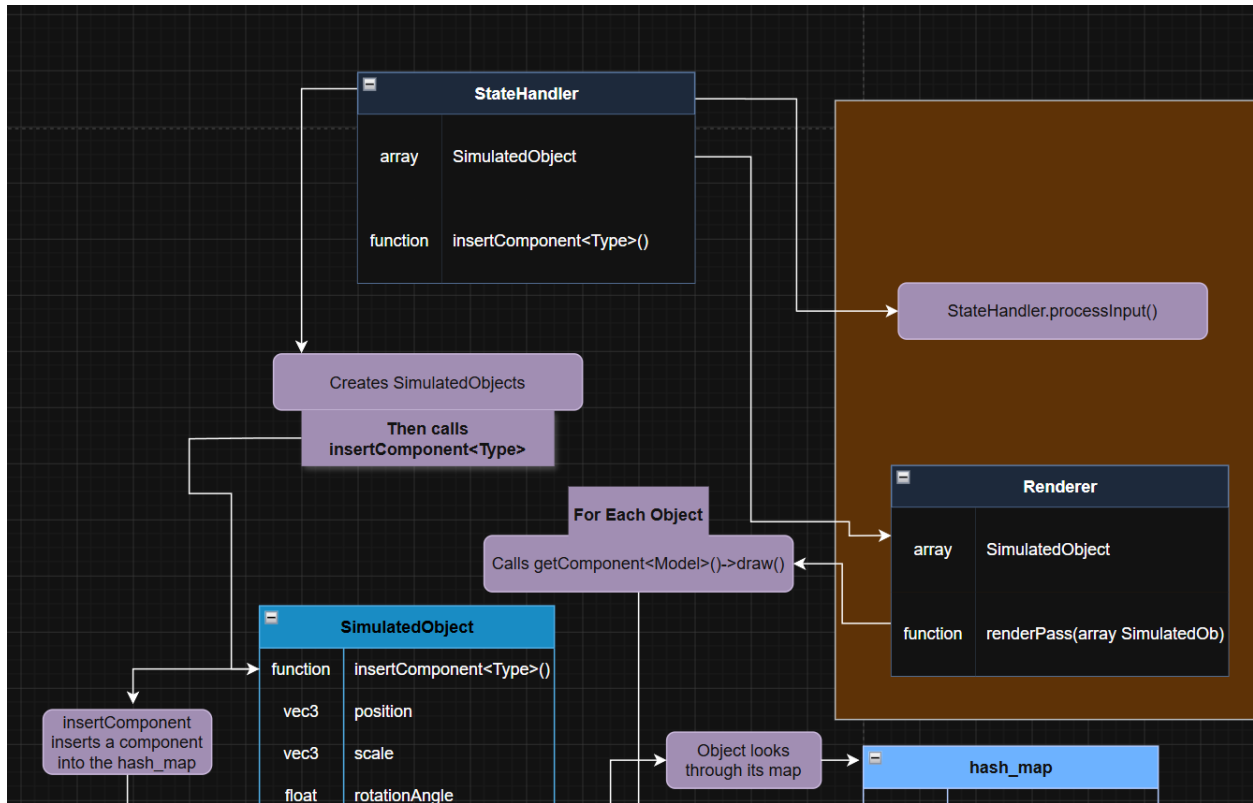 StateHandler
array SimulatedObject
function insertComponent<Type>()
StateHandler.processInput()
Creates SimulatedObjects
Then calls
insertComponent<Type>
Renderer
array SimulatedObject
function renderPass(array SimulatedOb)
For Each Object
Calls getComponent<Model>()->draw()
SimulatedObject
function insertComponent<Type>()
vec3 position
vec3 scale
float rotationAngle
insertComponent
inserts a component
into the hash_map
Object looks
through its map
hash_map